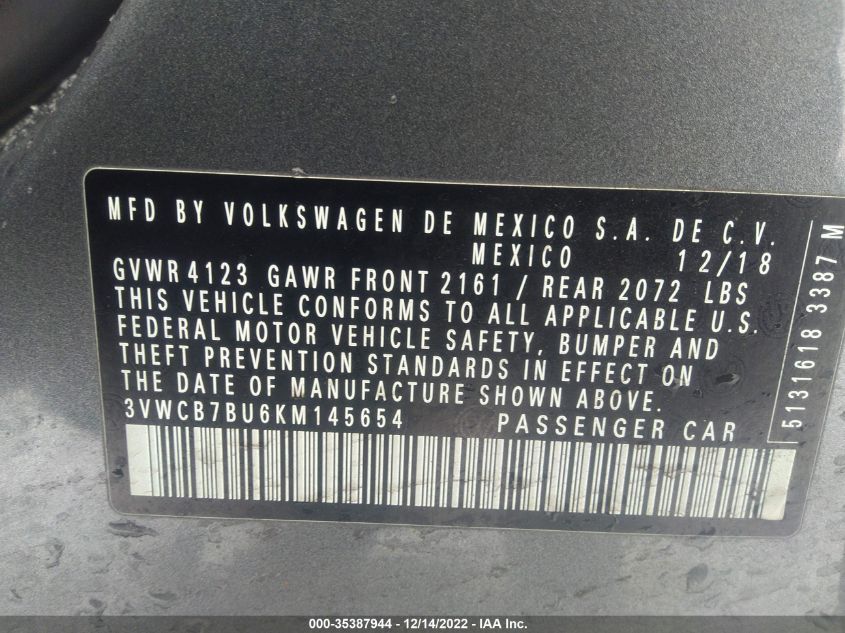 MFD BY VOLKSWAGEN DE MEXICO S.A. DE C.V.
MEXICO 12/18
GVWR 4123 GAWR FRONT 2161 / REAR 2072 LBS
THIS VEHICLE CONFORMS TO ALL APPLICABLE U.S.
FEDERAL MOTOR VEHICLE SAFETY, BUMPER AND
THEFT PREVENTION STANDARDS IN EFFECT ON
THE DATE OF MANUFACTURE SHOWN ABOVE.
3VWCB7BU6KM145654 PASSENGER CAR
5131618 3387 M
000-35387944 | 12/14/2022 - IAA Inc.